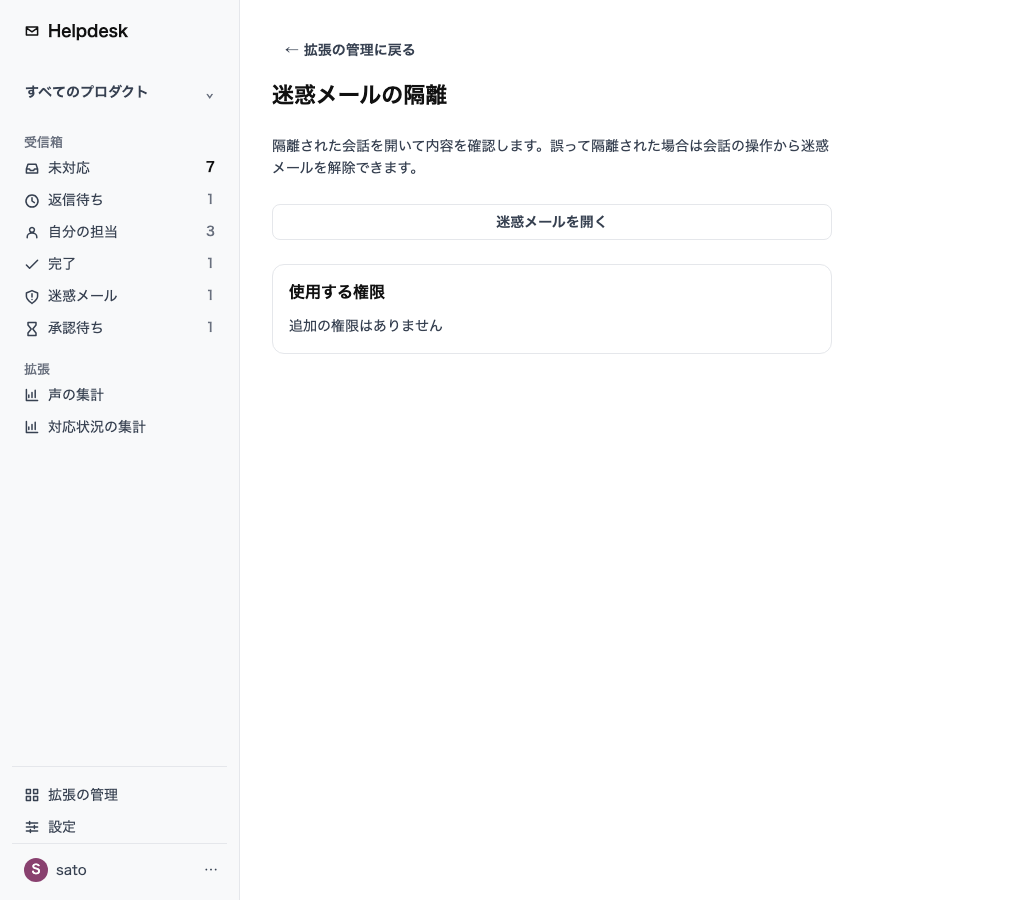 Helpdesk
すべてのプロダクト
受信箱
未対応 7
返信待ち 1
自分の担当 3
完了 1
迷惑メール 1
承認待ち 1
拡張
声の集計
対応状況の集計
拡張の管理
設定
S sato ...
← 拡張の管理に戻る
迷惑メールの隔離
隔離された会話を開いて内容を確認します。誤って隔離された場合は会話の操作から迷惑
メールを解除できます。
迷惑メールを開く
使用する権限
追加の権限はありません